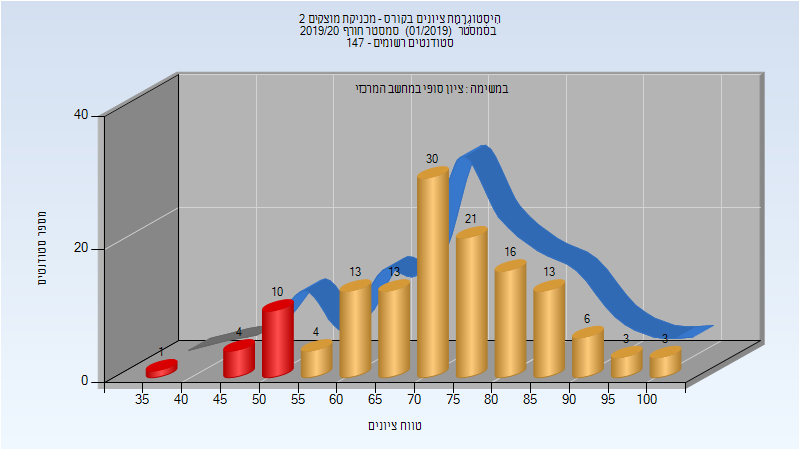 היסטוגרמת ציונים בקורס - מכניקת מוצקים 2
בסמסטר (01/2019) סמסטר חורף 2019/20
סטודנטים רשומים - 147
במשימה : ציון סופי במחשב המרכזי
40
20
0
מספר סטודנטים
1
4
10
4
13
13
30
21
16
13
6
3
3
35 40 45 50 55 60 65 70 75 80 85 90 95 100
טווח ציונים